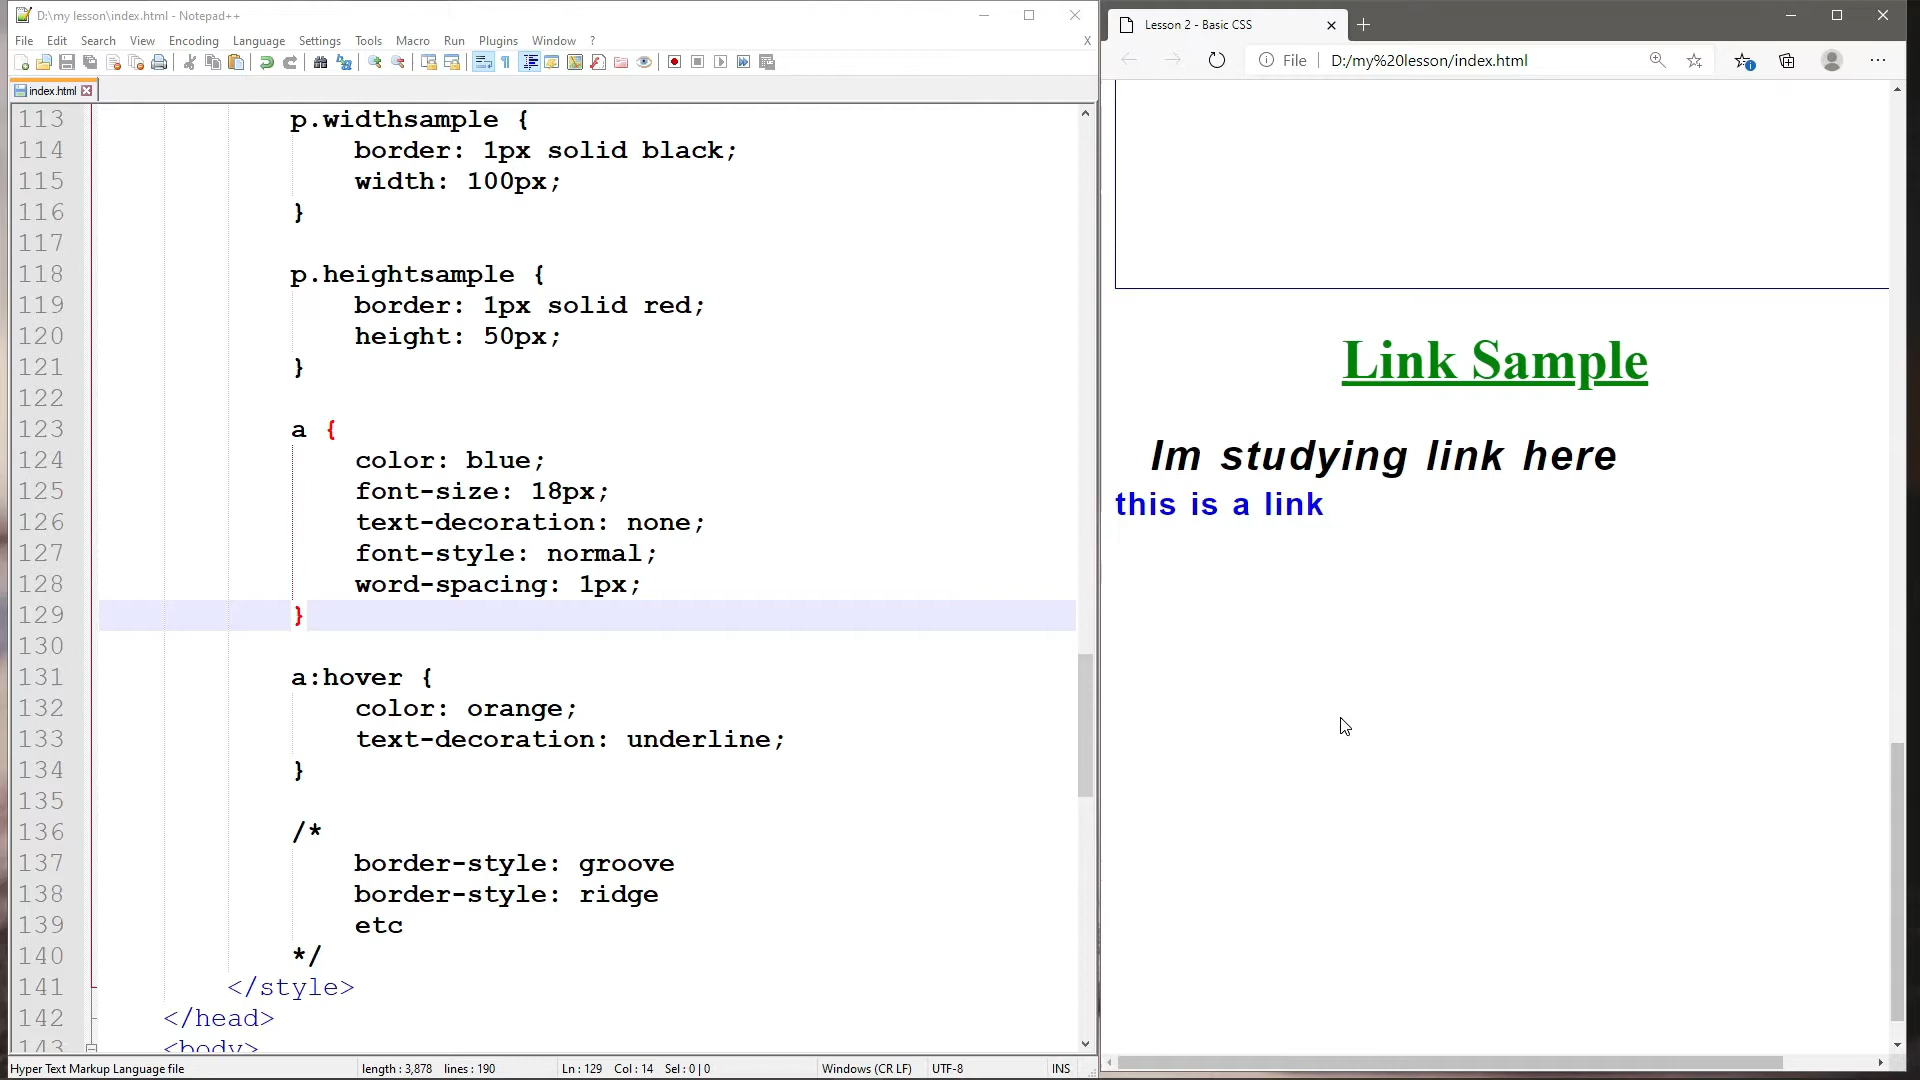 D:\my lesson\index.html - Notepad++
File Edit Search View Encoding Language Settings Tools Macro Run Plugins Window ?
X
index.html
113 p.widthsample {
114 border: 1px solid black;
115 width: 100px;
116 }
117
118 p.heightsample {
119 border: 1px solid red;
120 height: 50px;
121 }
122
123 a {
124 color: blue;
125 font-size: 18px;
126 text-decoration: none;
127 font-style: normal;
128 word-spacing: 1px;
129 }
130
131 a:hover {
132 color: orange;
133 text-decoration: underline;
134 }
135
136 /*
137 border-style: groove
138 border-style: ridge
139 etc
140 */
141 </style>
142 </head>
143 <body>
Hyper Text Markup Language file length : 3,878 lines : 190 Ln : 129 Col : 14 Sel : 0 | 0 Windows (CR LF) UTF-8 INS
Lesson 2 - Basic CSS
File D:/my%20lesson/index.html
Link Sample
Im studying link here
this is a link